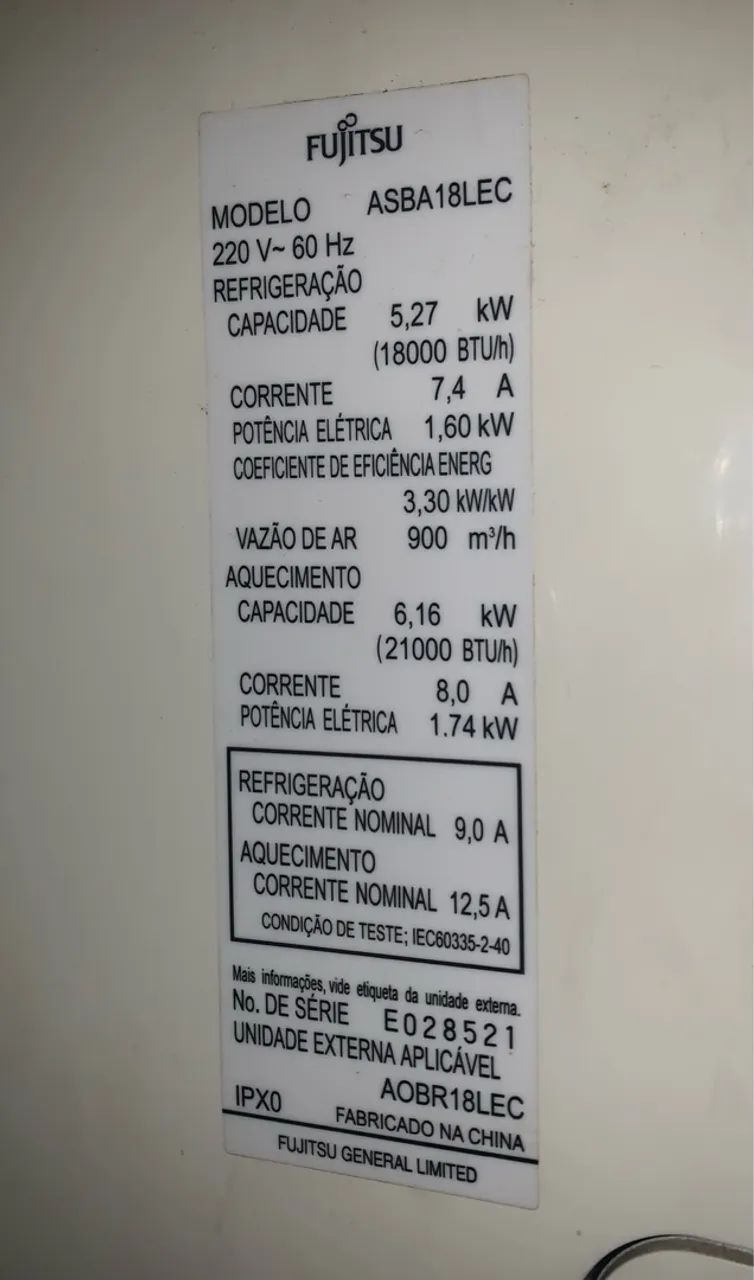 FUJITSU
MODELO ASBA18LEC
220 V~ 60 Hz
REFRIGERAÇÃO
CAPACIDADE 5,27 kW
(18000 BTU/h)
CORRENTE 7,4 A
POTÊNCIA ELÉTRICA 1,60 kW
COEFICIENTE DE EFICIÊNCIA ENERG
3,30 kW/kW
VAZÃO DE AR 900 m³/h
AQUECIMENTO
CAPACIDADE 6,16 kW
(21000 BTU/h)
CORRENTE 8,0 A
POTÊNCIA ELÉTRICA 1.74 kW
REFRIGERAÇÃO
CORRENTE NOMINAL 9,0 A
AQUECIMENTO
CORRENTE NOMINAL 12,5 A
CONDIÇÃO DE TESTE; IEC60335-2-40
Mais informações, vide etiqueta da unidade externa.
No. DE SÉRIE E028521
UNIDADE EXTERNA APLICÁVEL
AOBR18LEC
IPX0 FABRICADO NA CHINA
FUJITSU GENERAL LIMITED